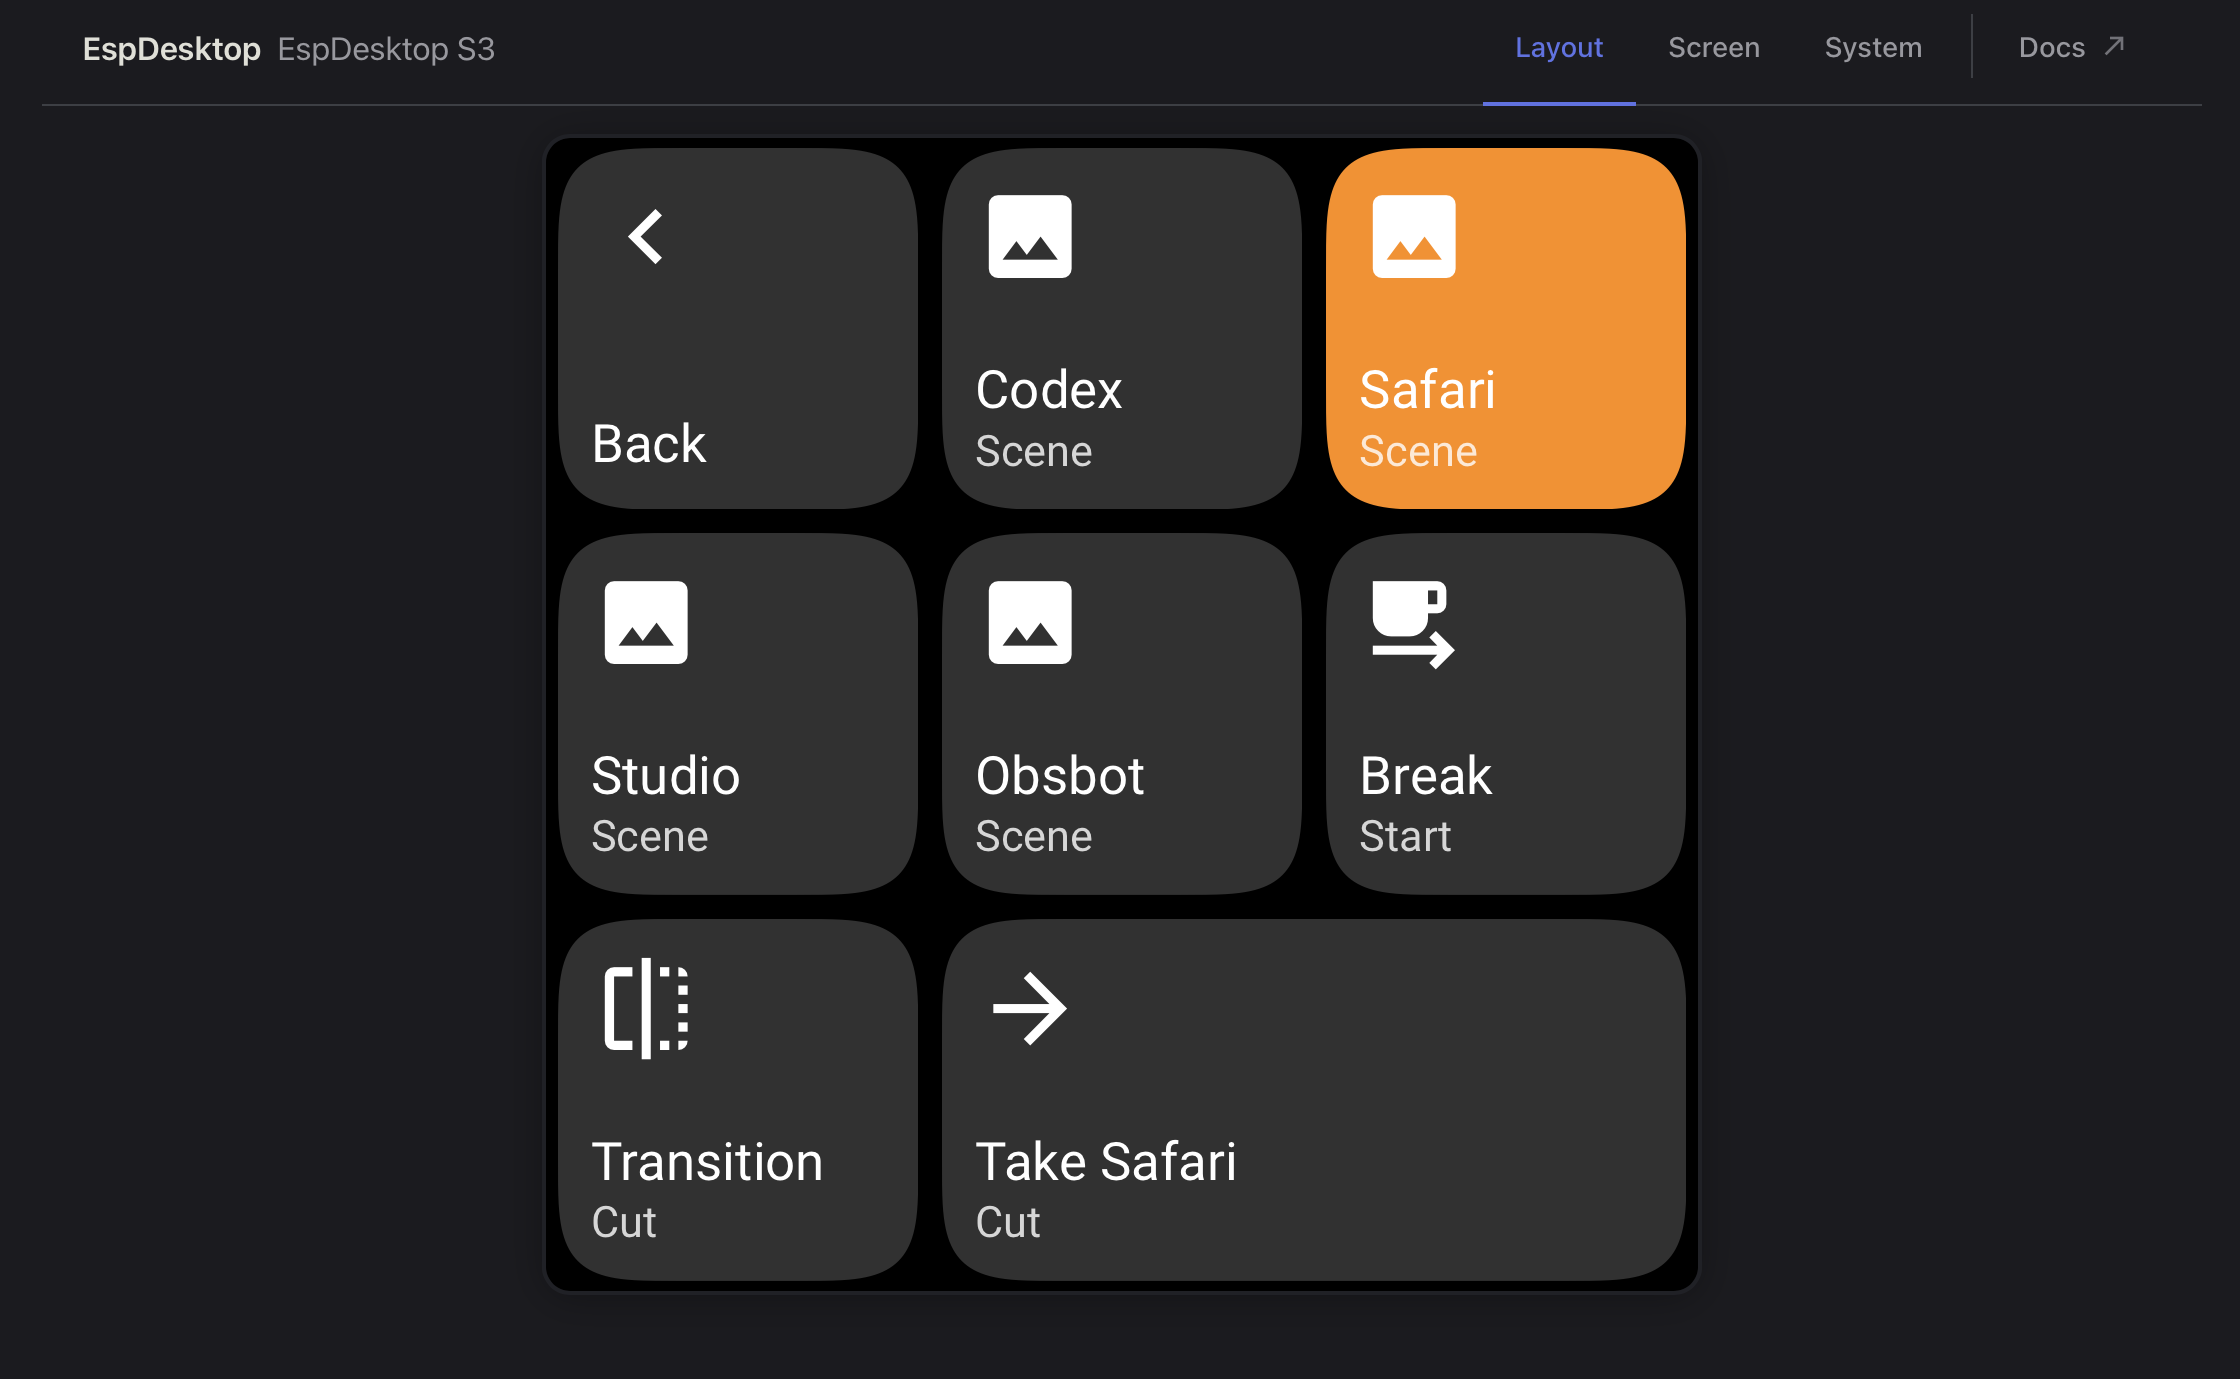 EspDesktop EspDesktop S3
Layout Screen System Docs
Back
Codex
Scene
Safari
Scene
Studio
Scene
Obsbot
Scene
Break
Start
Transition
Cut
Take Safari
Cut